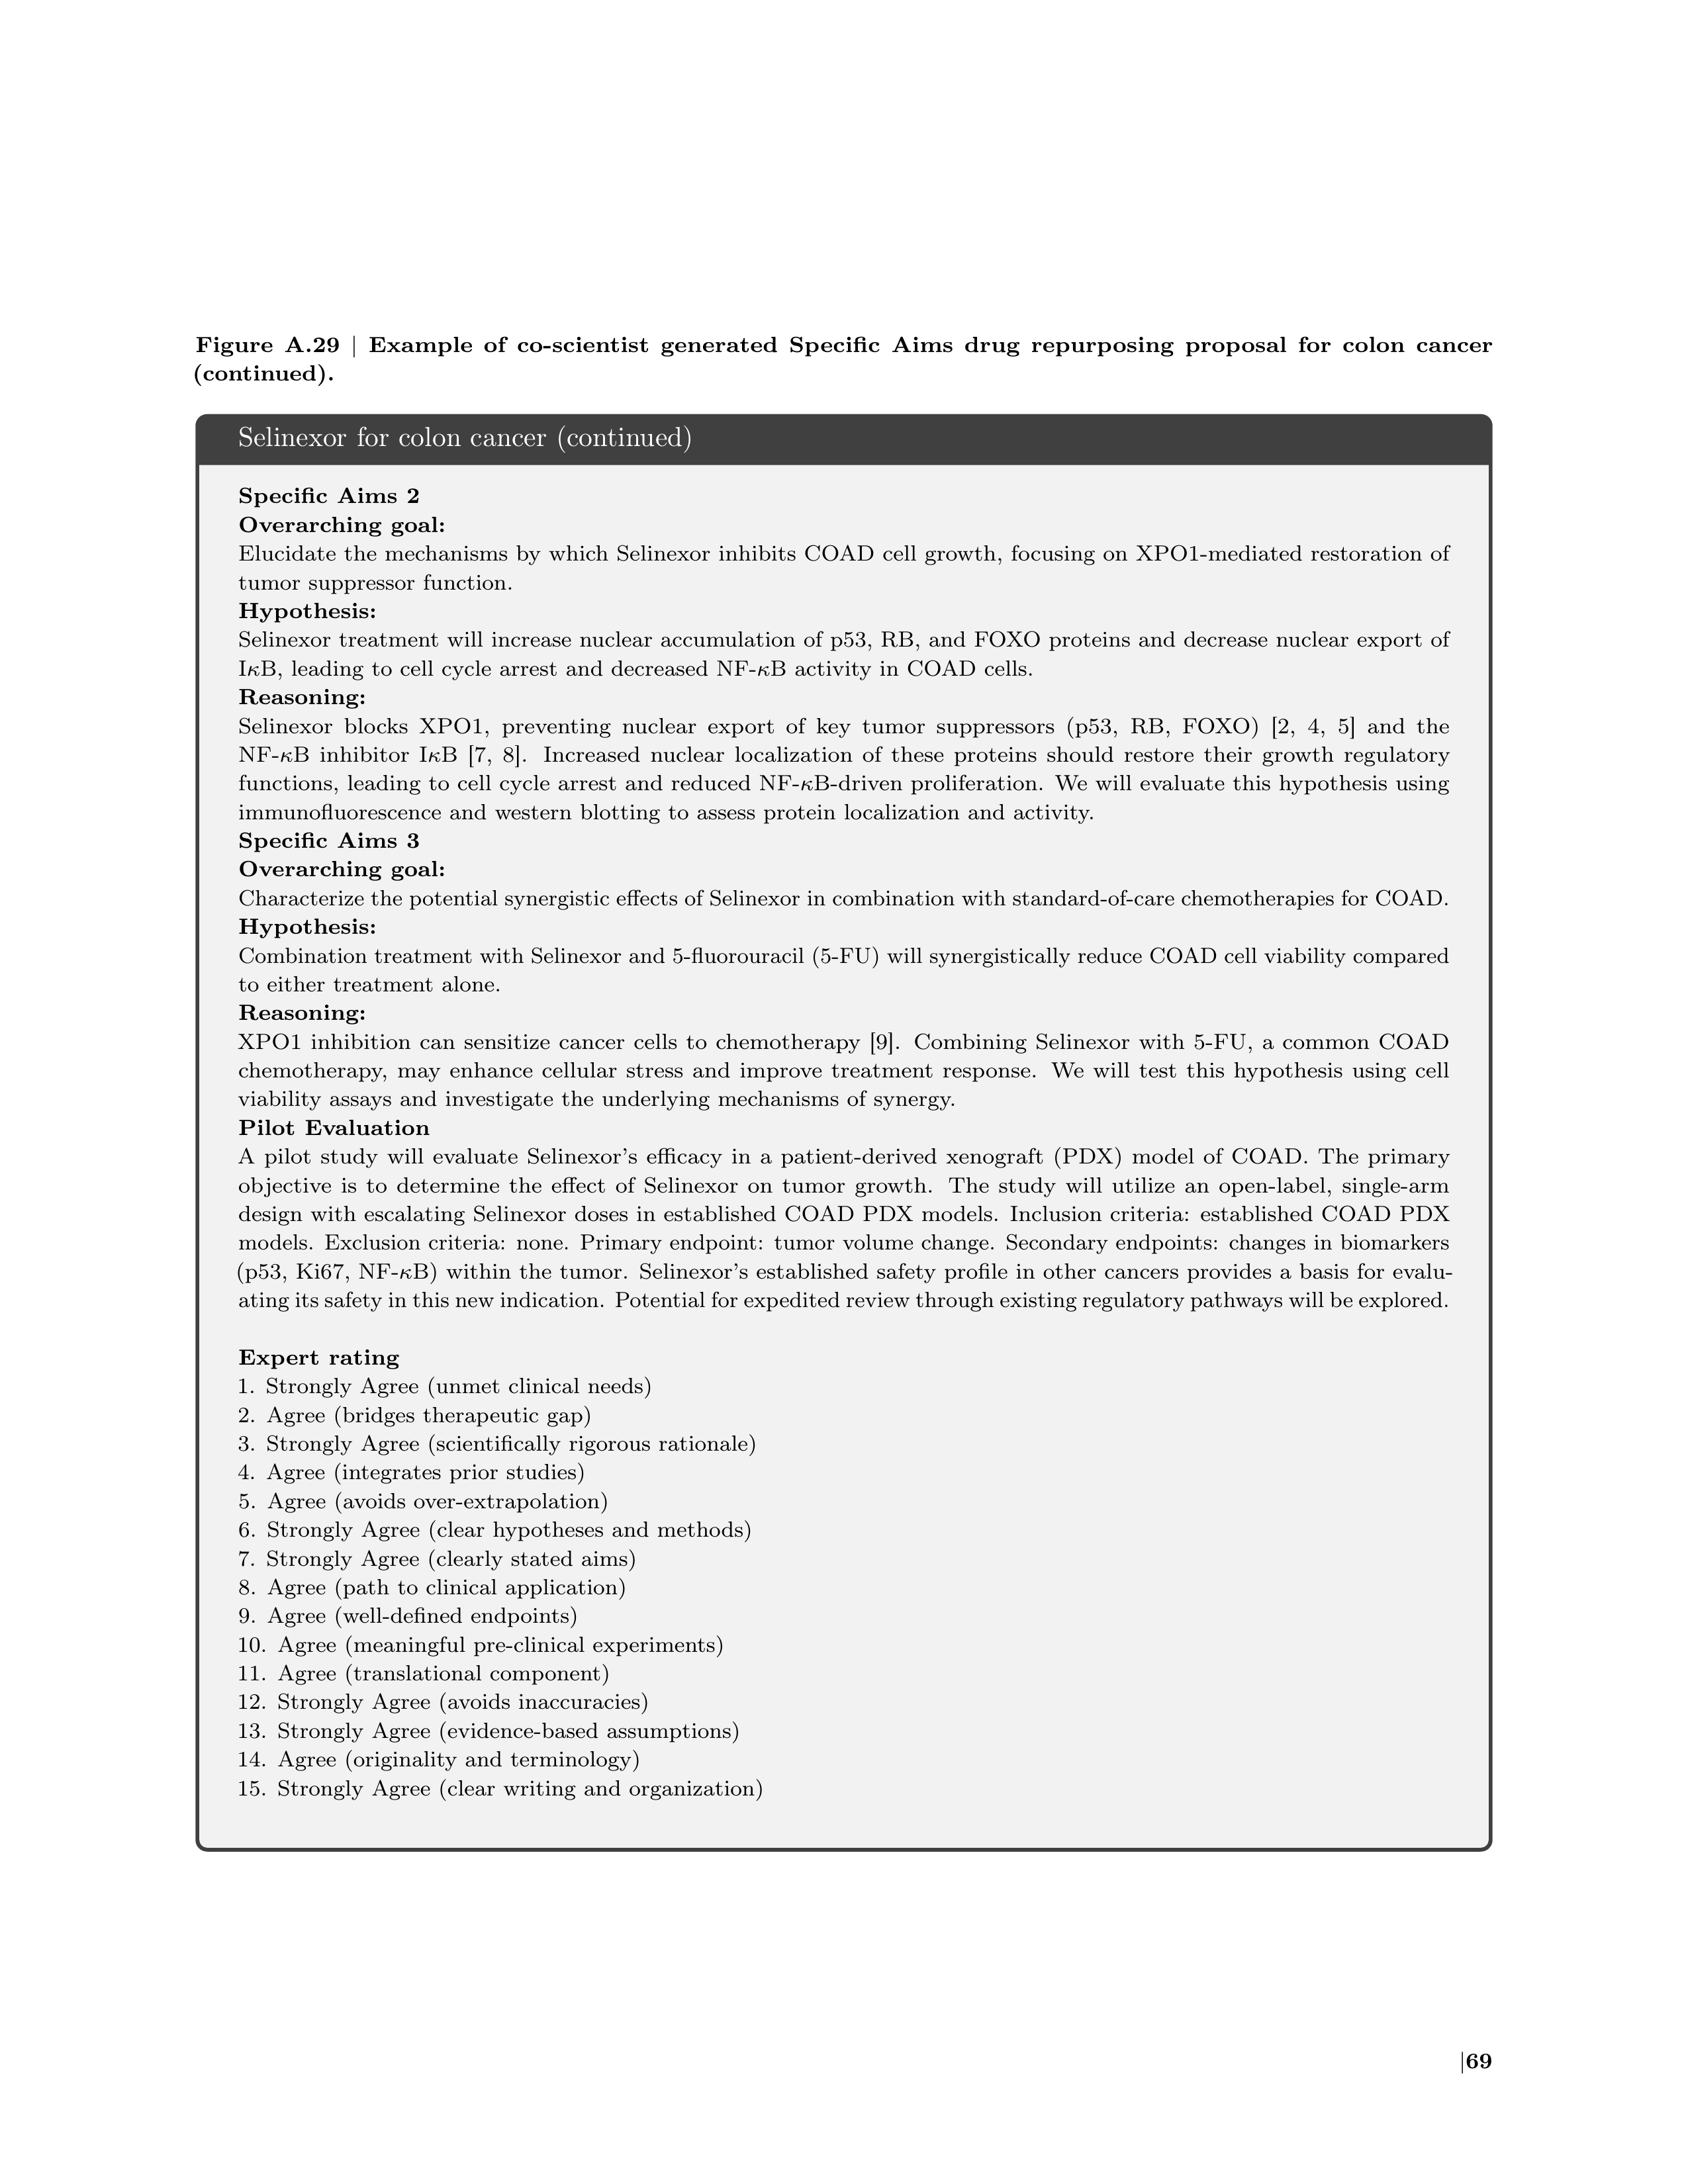 Figure A.29 | Example of co-scientist generated Specific Aims drug repurposing proposal for colon cancer
(continued).
Selinexor for colon cancer (continued)
Specific Aims 2
Overarching goal:
Elucidate the mechanisms by which Selinexor inhibits COAD cell growth, focusing on XPO1-mediated restoration of
tumor suppressor function.
Hypothesis:
Selinexor treatment will increase nuclear accumulation of p53, RB, and FOXO proteins and decrease nuclear export of
IκB, leading to cell cycle arrest and decreased NF-κB activity in COAD cells.
Reasoning:
Selinexor blocks XPO1, preventing nuclear export of key tumor suppressors (p53, RB, FOXO) [2, 4, 5] and the
NF-κB inhibitor IκB [7, 8]. Increased nuclear localization of these proteins should restore their growth regulatory
functions, leading to cell cycle arrest and reduced NF-κB-driven proliferation. We will evaluate this hypothesis using
immunofluorescence and western blotting to assess protein localization and activity.
Specific Aims 3
Overarching goal:
Characterize the potential synergistic effects of Selinexor in combination with standard-of-care chemotherapies for COAD.
Hypothesis:
Combination treatment with Selinexor and 5-fluorouracil (5-FU) will synergistically reduce COAD cell viability compared
to either treatment alone.
Reasoning:
XPO1 inhibition can sensitize cancer cells to chemotherapy [9]. Combining Selinexor with 5-FU, a common COAD
chemotherapy, may enhance cellular stress and improve treatment response. We will test this hypothesis using cell
viability assays and investigate the underlying mechanisms of synergy.
Pilot Evaluation
A pilot study will evaluate Selinexor's efficacy in a patient-derived xenograft (PDX) model of COAD. The primary
objective is to determine the effect of Selinexor on tumor growth. The study will utilize an open-label, single-arm
design with escalating Selinexor doses in established COAD PDX models. Inclusion criteria: established COAD PDX
models. Exclusion criteria: none. Primary endpoint: tumor volume change. Secondary endpoints: changes in biomarkers
(p53, Ki67, NF-κB) within the tumor. Selinexor's established safety profile in other cancers provides a basis for evalu-
ating its safety in this new indication. Potential for expedited review through existing regulatory pathways will be explored.
Expert rating
1. Strongly Agree (unmet clinical needs)
2. Agree (bridges therapeutic gap)
3. Strongly Agree (scientifically rigorous rationale)
4. Agree (integrates prior studies)
5. Agree (avoids over-extrapolation)
6. Strongly Agree (clear hypotheses and methods)
7. Strongly Agree (clearly stated aims)
8. Agree (path to clinical application)
9. Agree (well-defined endpoints)
10. Agree (meaningful pre-clinical experiments)
11. Agree (translational component)
12. Strongly Agree (avoids inaccuracies)
13. Strongly Agree (evidence-based assumptions)
14. Agree (originality and terminology)
15. Strongly Agree (clear writing and organization)
|69